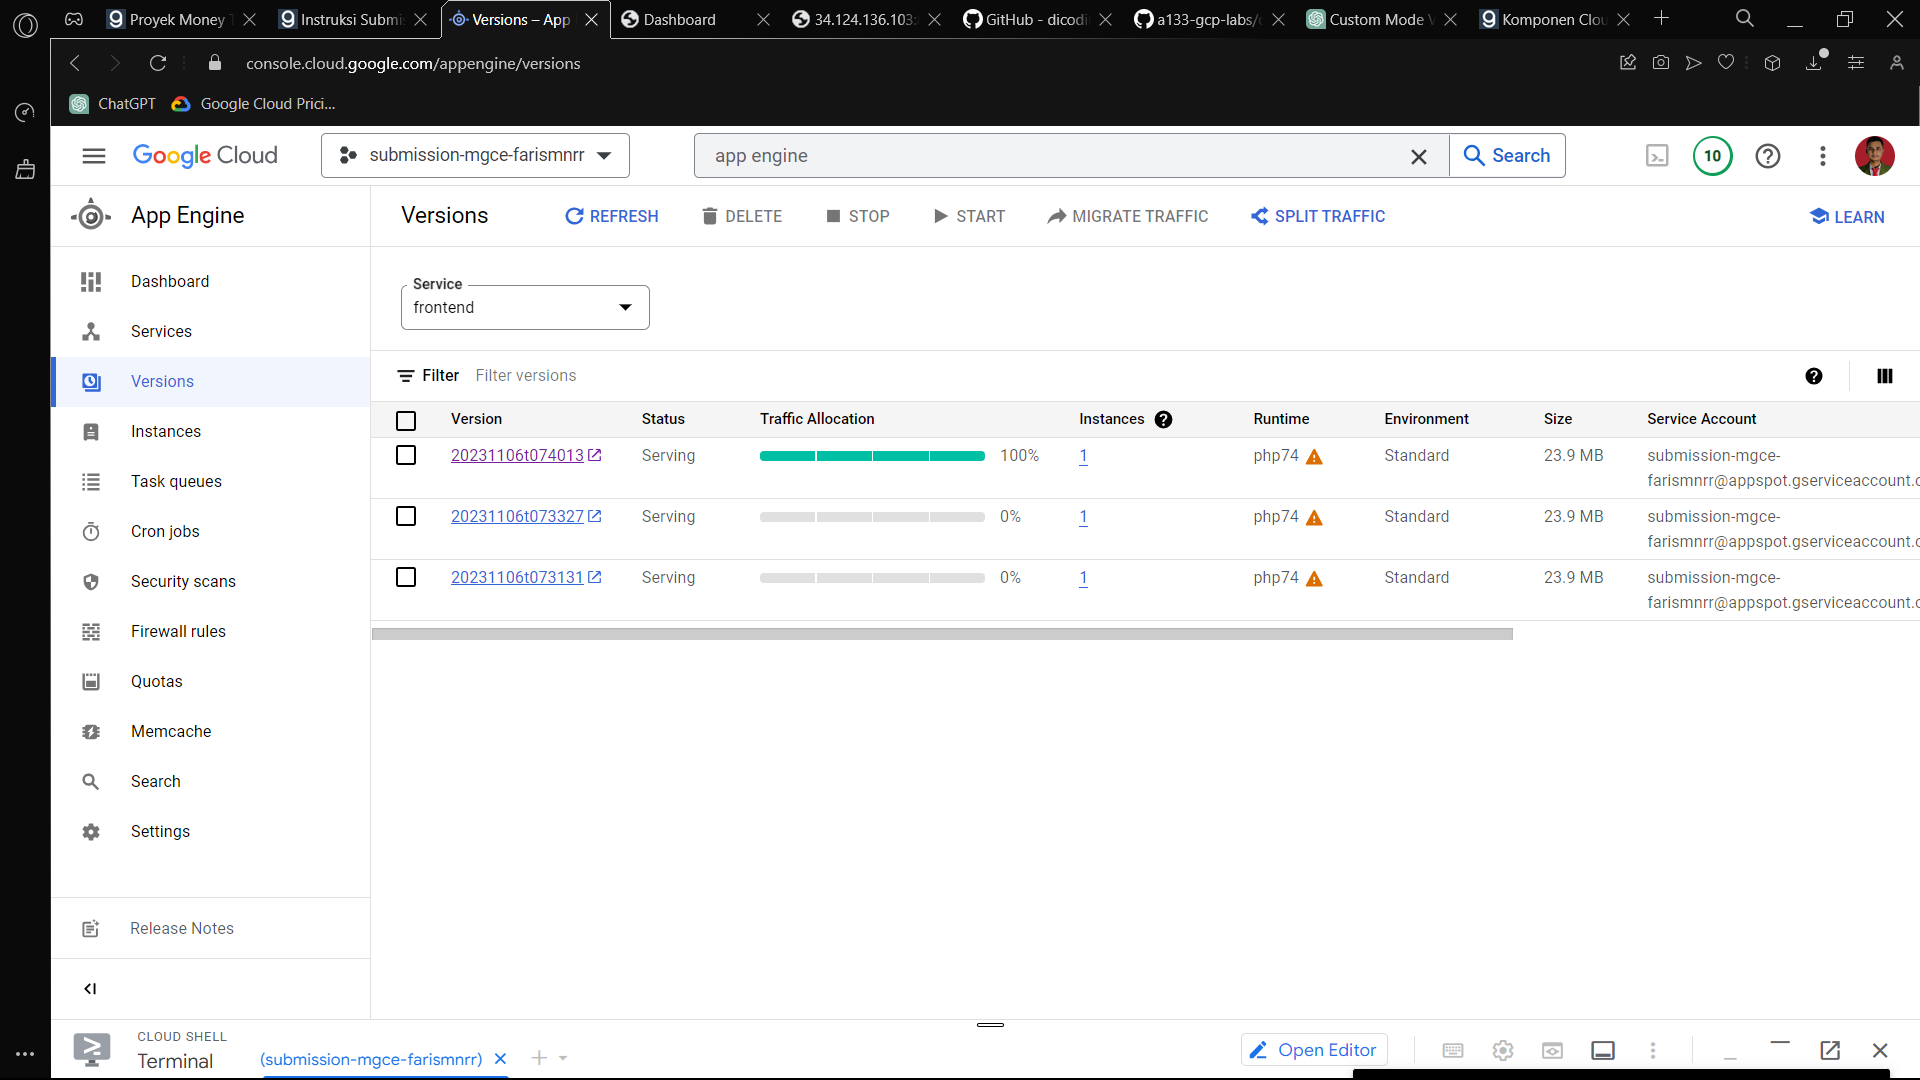 Proyek Money T
Instruksi Submis
Versions – App
Dashboard
34.124.136.103:
GitHub - dicodi
a133-gcp-labs/c
Custom Mode V
Komponen Clou
console.cloud.google.com/appengine/versions
ChatGPT
Google Cloud Prici...
Google Cloud
submission-mgce-farismnrr
app engine
Search
10
App Engine
Versions
REFRESH
DELETE
STOP
START
MIGRATE TRAFFIC
SPLIT TRAFFIC
LEARN
Dashboard
Services
Versions
Instances
Task queues
Cron jobs
Security scans
Firewall rules
Quotas
Memcache
Search
Settings
Release Notes
Service
frontend
Filter
Filter versions
Version Status Traffic Allocation Instances Runtime Environment Size Service Account
20231106t074013 Serving 100% 1 php74 Standard 23.9 MB submission-mgce-
farismnrr@appspot.gserviceaccount.c
20231106t073327 Serving 0% 1 php74 Standard 23.9 MB submission-mgce-
farismnrr@appspot.gserviceaccount.c
20231106t073131 Serving 0% 1 php74 Standard 23.9 MB submission-mgce-
farismnrr@appspot.gserviceaccount.c
CLOUD SHELL
Terminal
(submission-mgce-farismnrr)
Open Editor